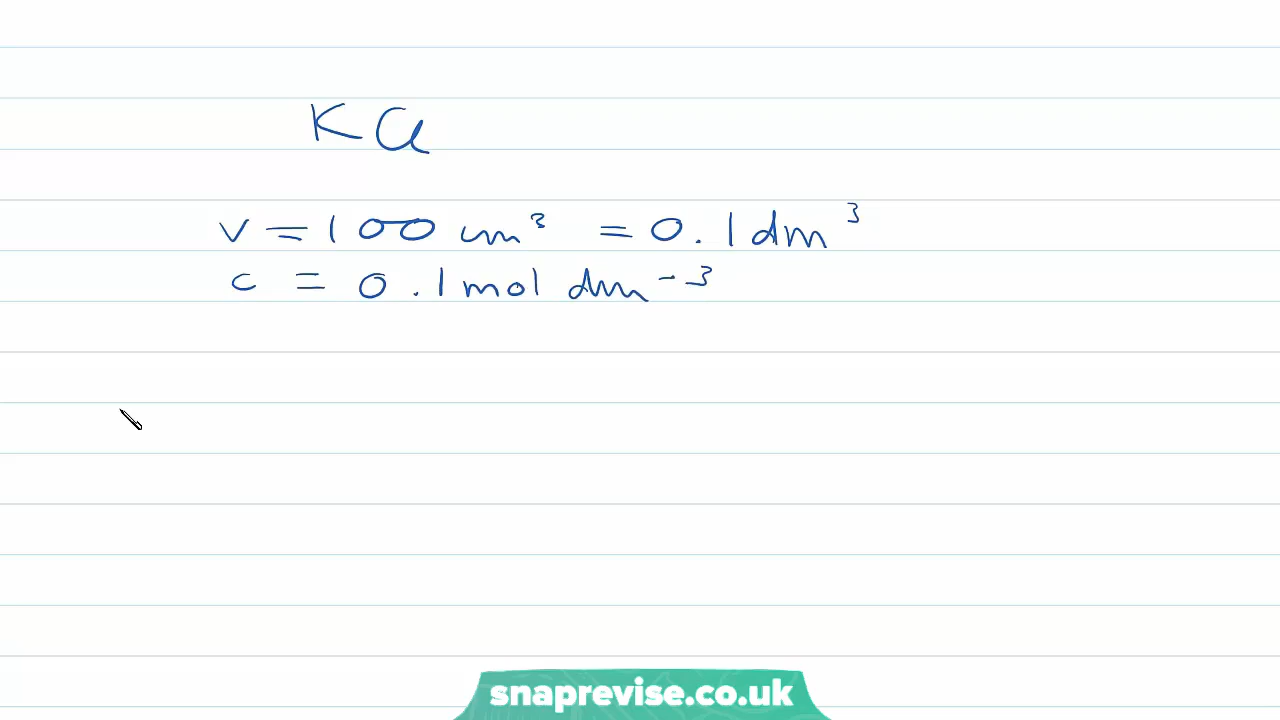 KCl
V = 100 cm³ = 0.1 dm³
c = 0.1 mol dm⁻³
snaprevise.co.uk